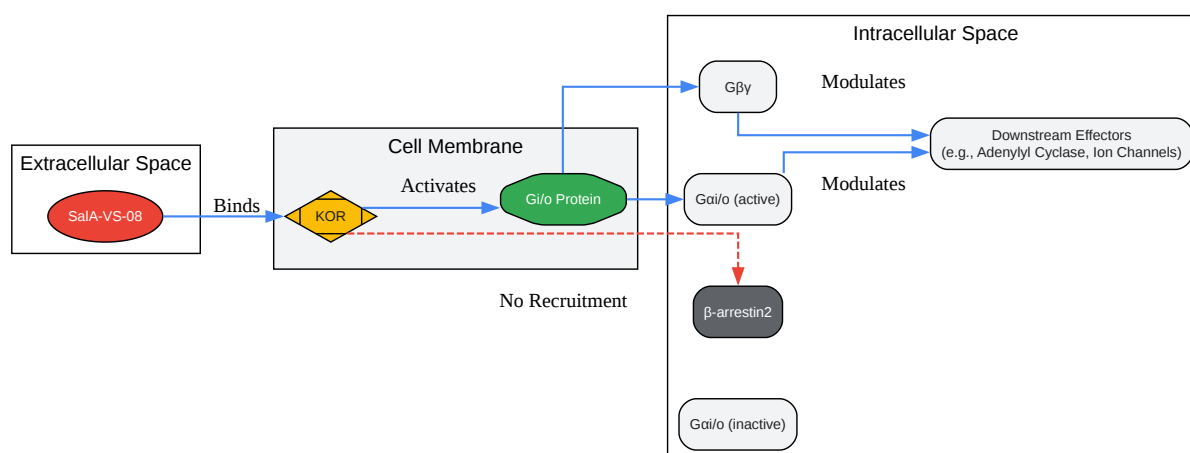 Extracellular Space
SalA-VS-08
Binds
Cell Membrane
KOR
Activates
Gi/o Protein
No Recruitment
Intracellular Space
Gβγ
Modulates
Downstream Effectors
(e.g., Adenylyl Cyclase, Ion Channels)
Gαi/o (active)
Modulates
β-arrestin2
Gαi/o (inactive)